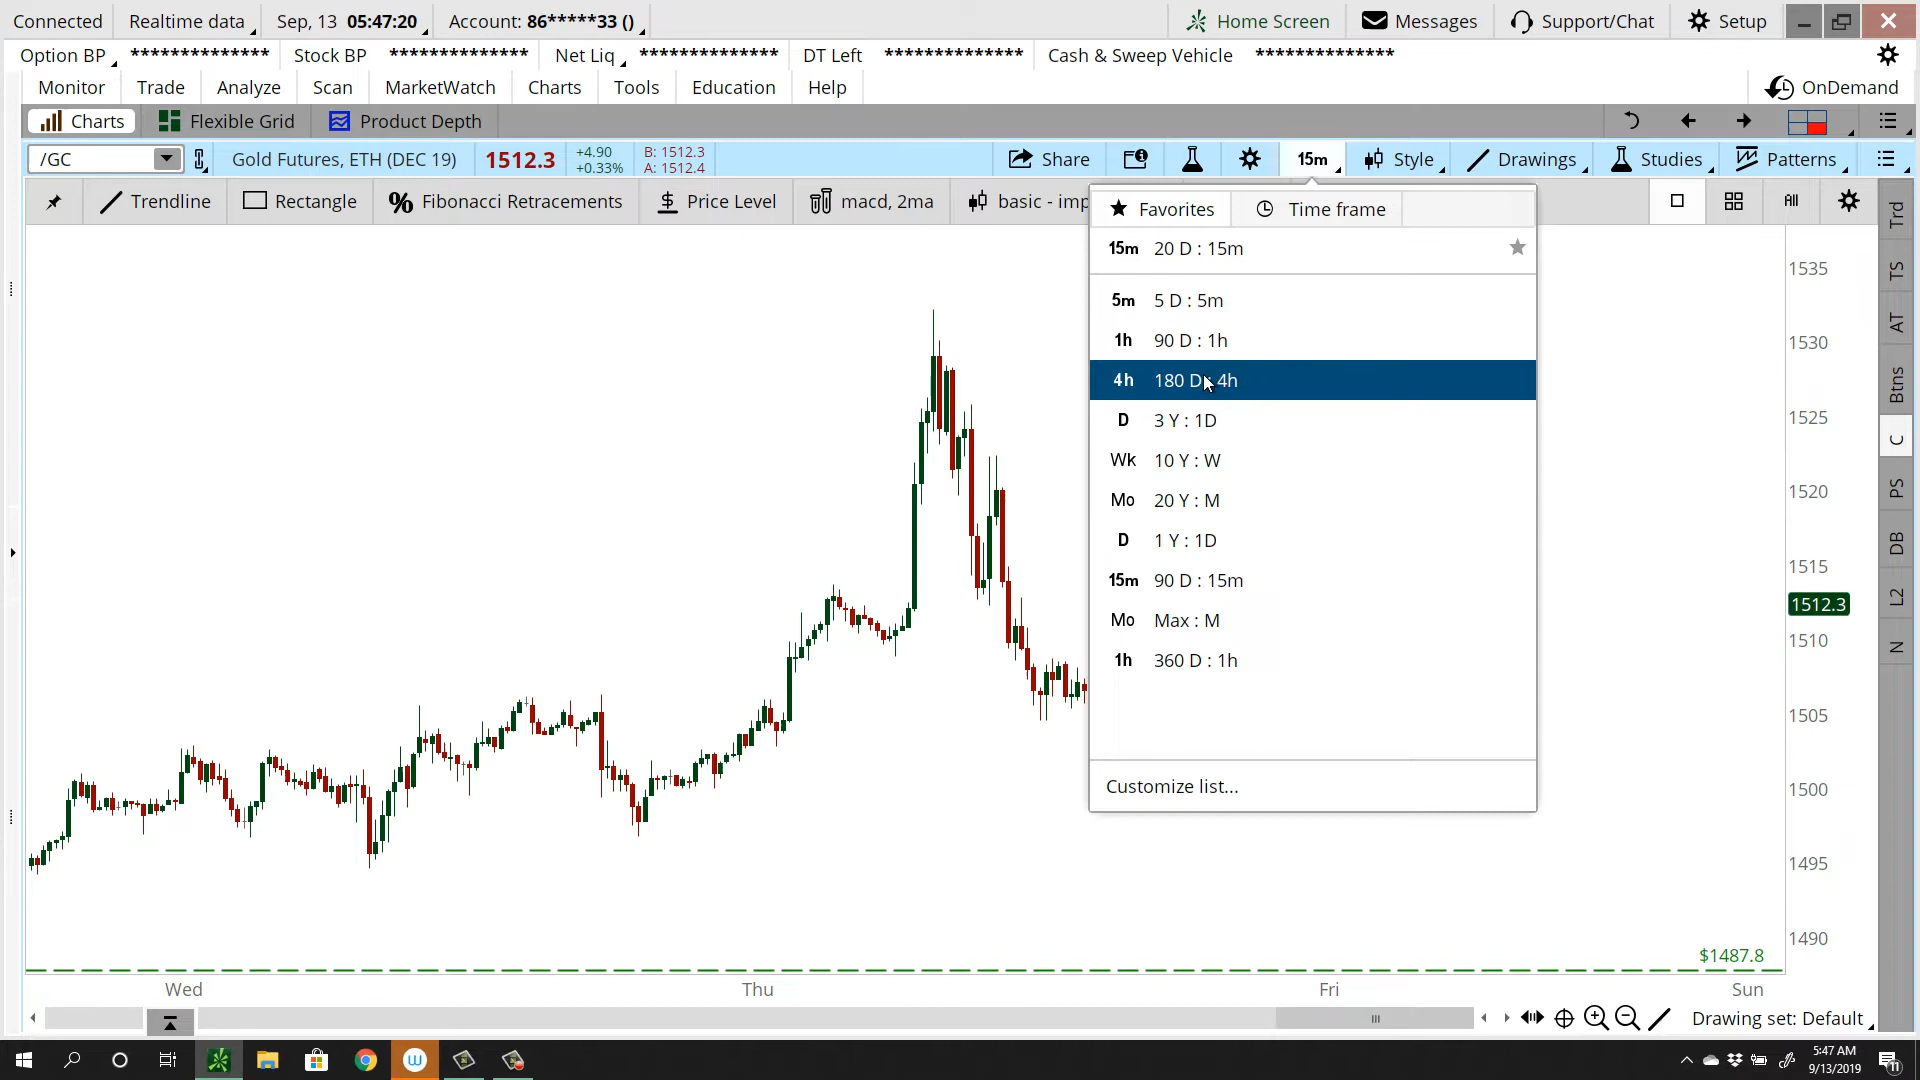 Connected Realtime data Sep, 13 05:47:20 Account: 86*****33 () Home Screen Messages Support/Chat Setup
Option BP ************** Stock BP ************** Net Liq ************** DT Left ************** Cash & Sweep Vehicle **************
Monitor Trade Analyze Scan MarketWatch Charts Tools Education Help OnDemand
Charts Flexible Grid Product Depth
/GC Gold Futures, ETH (DEC 19) 1512.3 +4.90 B: 1512.3 Share 15m Style Drawings Studies Patterns
+0.33% A: 1512.4
Trendline Rectangle Fibonacci Retracements $ Price Level macd, 2ma basic - imp All
Favorites Time frame
15m 20 D : 15m
5m 5 D : 5m
1h 90 D : 1h
4h 180 D : 4h
D 3 Y : 1D
Wk 10 Y : W
Mo 20 Y : M
D 1 Y : 1D
15m 90 D : 15m
Mo Max : M
1h 360 D : 1h
Customize list...
1535
1530
1525
1520
1515
1512.3
1510
1505
1500
1495
1490
$1487.8
Trd
TS
AT
Btns
C
PS
DB
L2
N
Wed Thu Fri Sun
Drawing set: Default
5:47 AM
9/13/2019
11